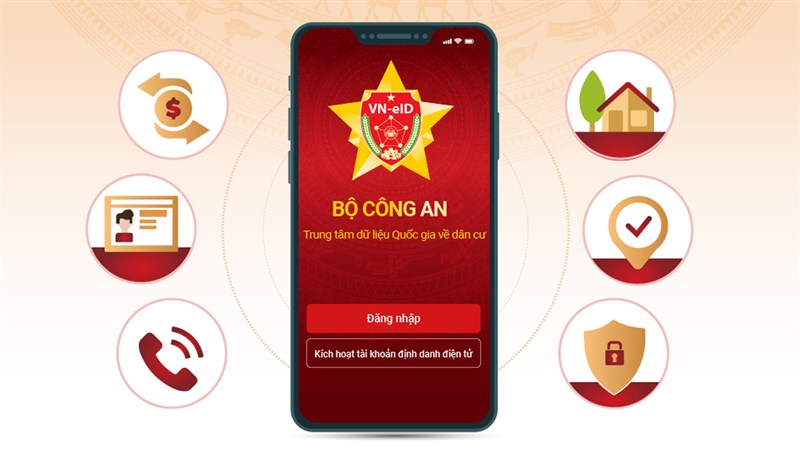 VN-eID
BỘ CÔNG AN
Trung tâm dữ liệu Quốc gia về dân cư
Đăng nhập
Kích hoạt tài khoản định danh điện tử
$